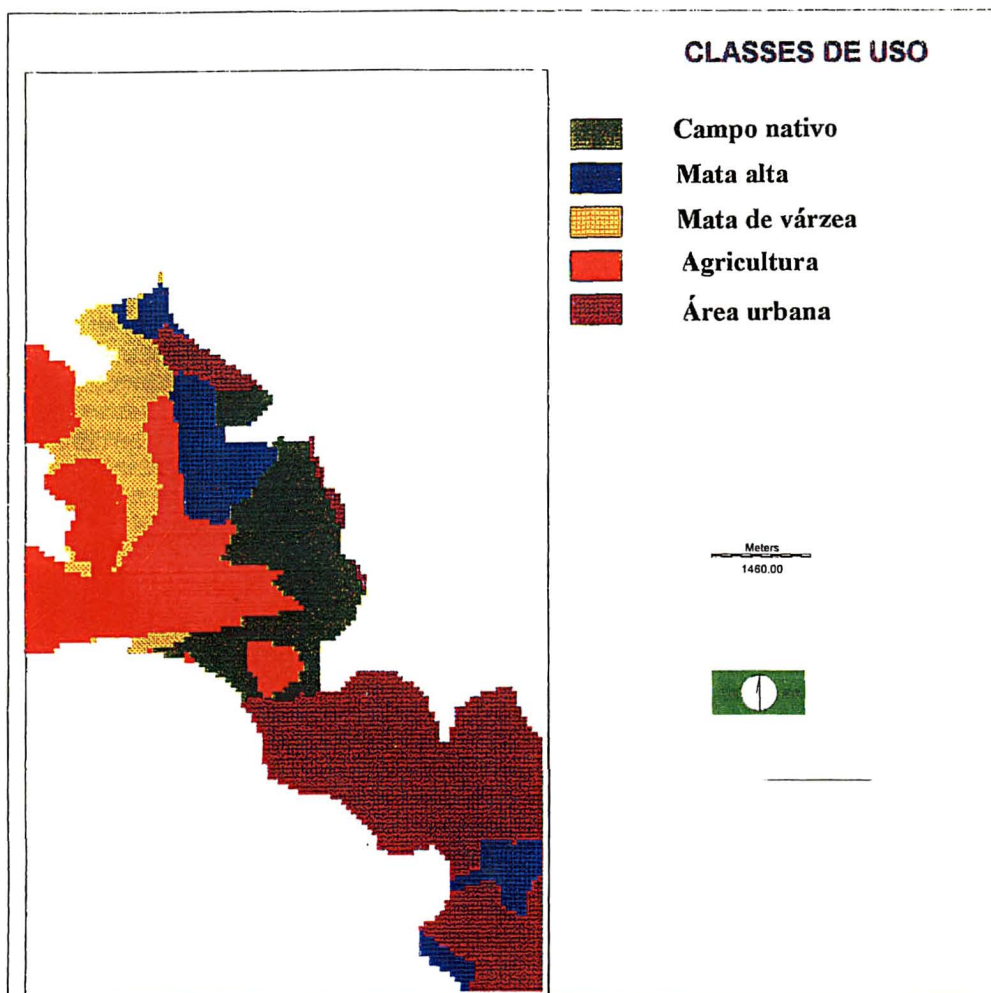 CLASSES DE USO
Campo nativo
Mata alta
Mata de várzea
Agricultura
Área urbana
Meters
1460.00